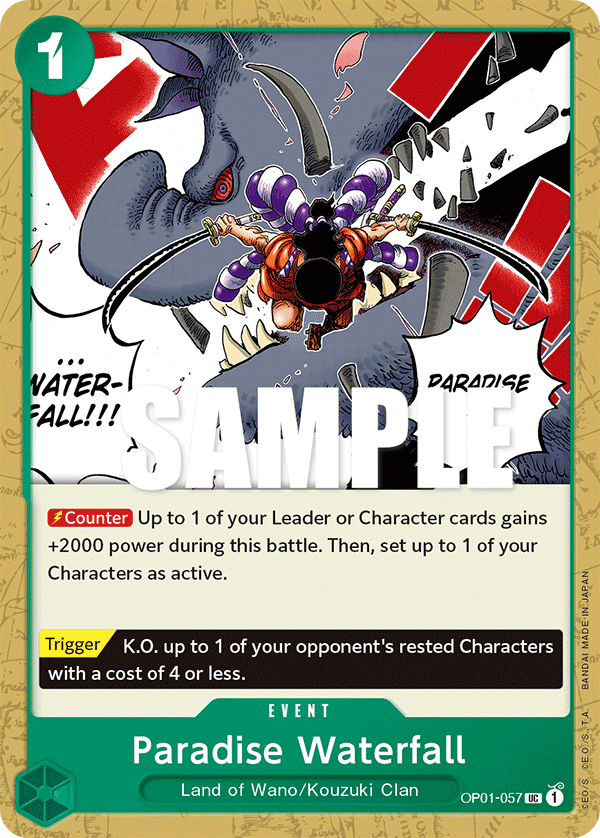 1
...
WATER-
FALL!!!
PARADISE
SAMPLE
Counter Up to 1 of your Leader or Character cards gains
+2000 power during this battle. Then, set up to 1 of your
Characters as active.
Trigger K.O. up to 1 of your opponent's rested Characters
with a cost of 4 or less.
EVENT
Paradise Waterfall
Land of Wano/Kouzuki Clan
OP01-057 UC 1
©E.O./S. ©E.O./S.,T.A. BANDAI MADE IN JAPAN